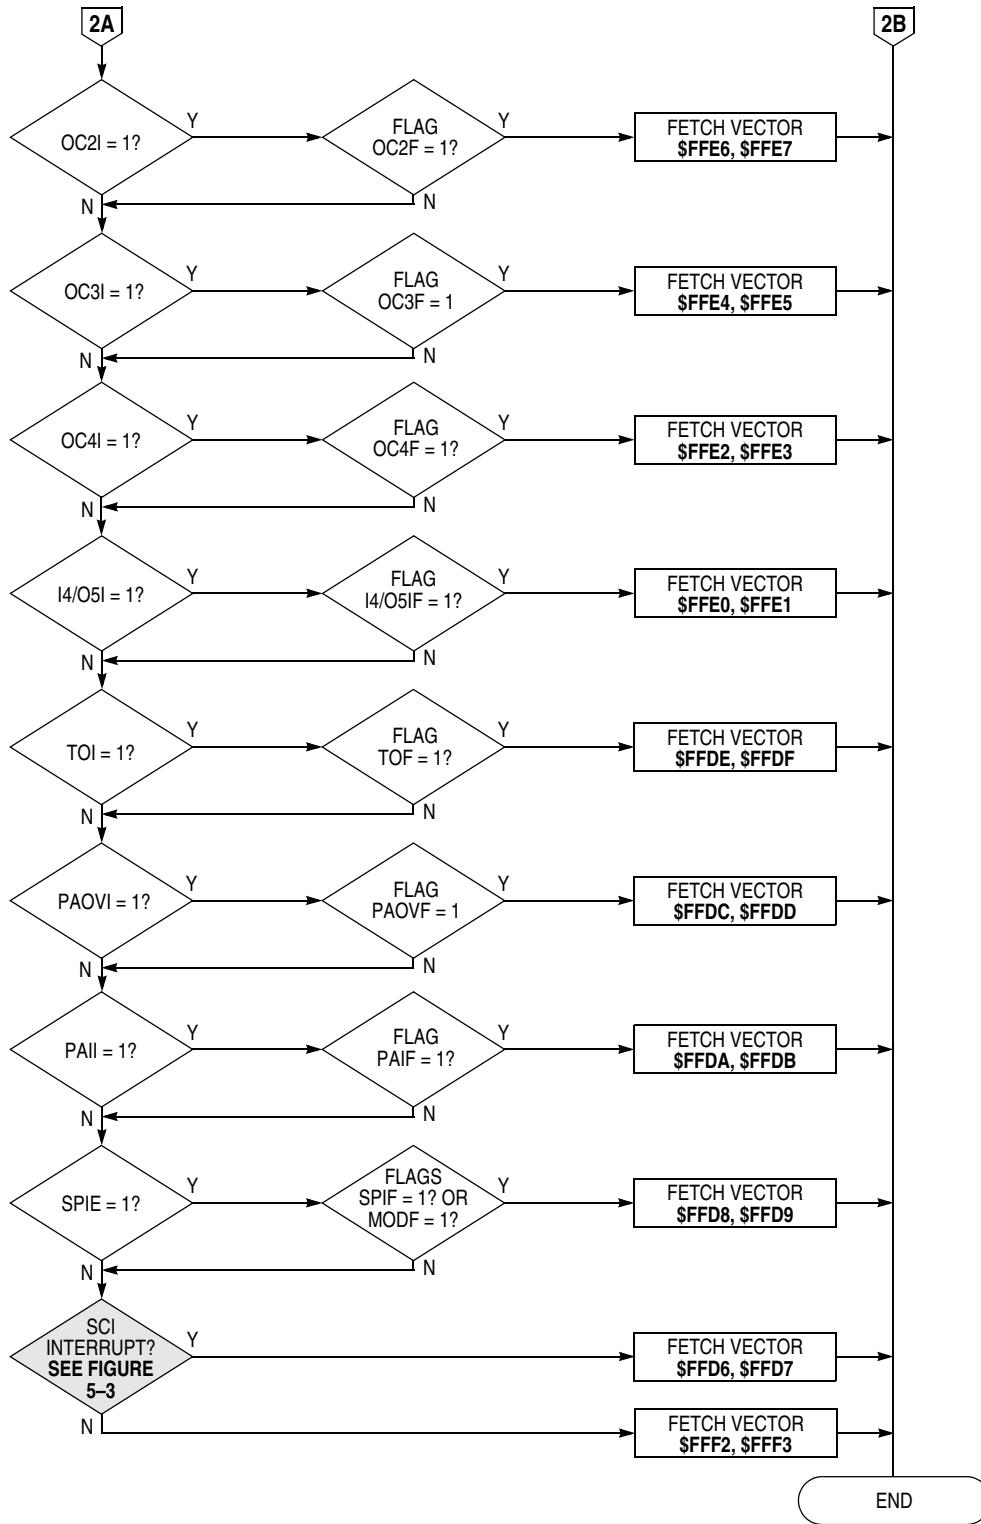 2A
2B
OC2I = 1?
Y
FLAG
OC2F = 1?
Y
FETCH VECTOR
$FFE6, $FFE7
N
N
OC3I = 1?
Y
FLAG
OC3F = 1
Y
FETCH VECTOR
$FFE4, $FFE5
N
N
OC4I = 1?
Y
FLAG
OC4F = 1?
Y
FETCH VECTOR
$FFE2, $FFE3
N
N
I4/O5I = 1?
Y
FLAG
I4/O5IF = 1?
Y
FETCH VECTOR
$FFE0, $FFE1
N
N
TOI = 1?
Y
FLAG
TOF = 1?
Y
FETCH VECTOR
$FFDE, $FFDF
N
N
PAOVI = 1?
Y
FLAG
PAOVF = 1
Y
FETCH VECTOR
$FFDC, $FFDD
N
N
PAII = 1?
Y
FLAG
PAIF = 1?
Y
FETCH VECTOR
$FFDA, $FFDB
N
N
SPIE = 1?
Y
FLAGS
SPIF = 1? OR
MODF = 1?
Y
FETCH VECTOR
$FFD8, $FFD9
N
N
SCI
INTERRUPT?
SEE FIGURE
5–3
Y
FETCH VECTOR
$FFD6, $FFD7
N
FETCH VECTOR
$FFF2, $FFF3
END